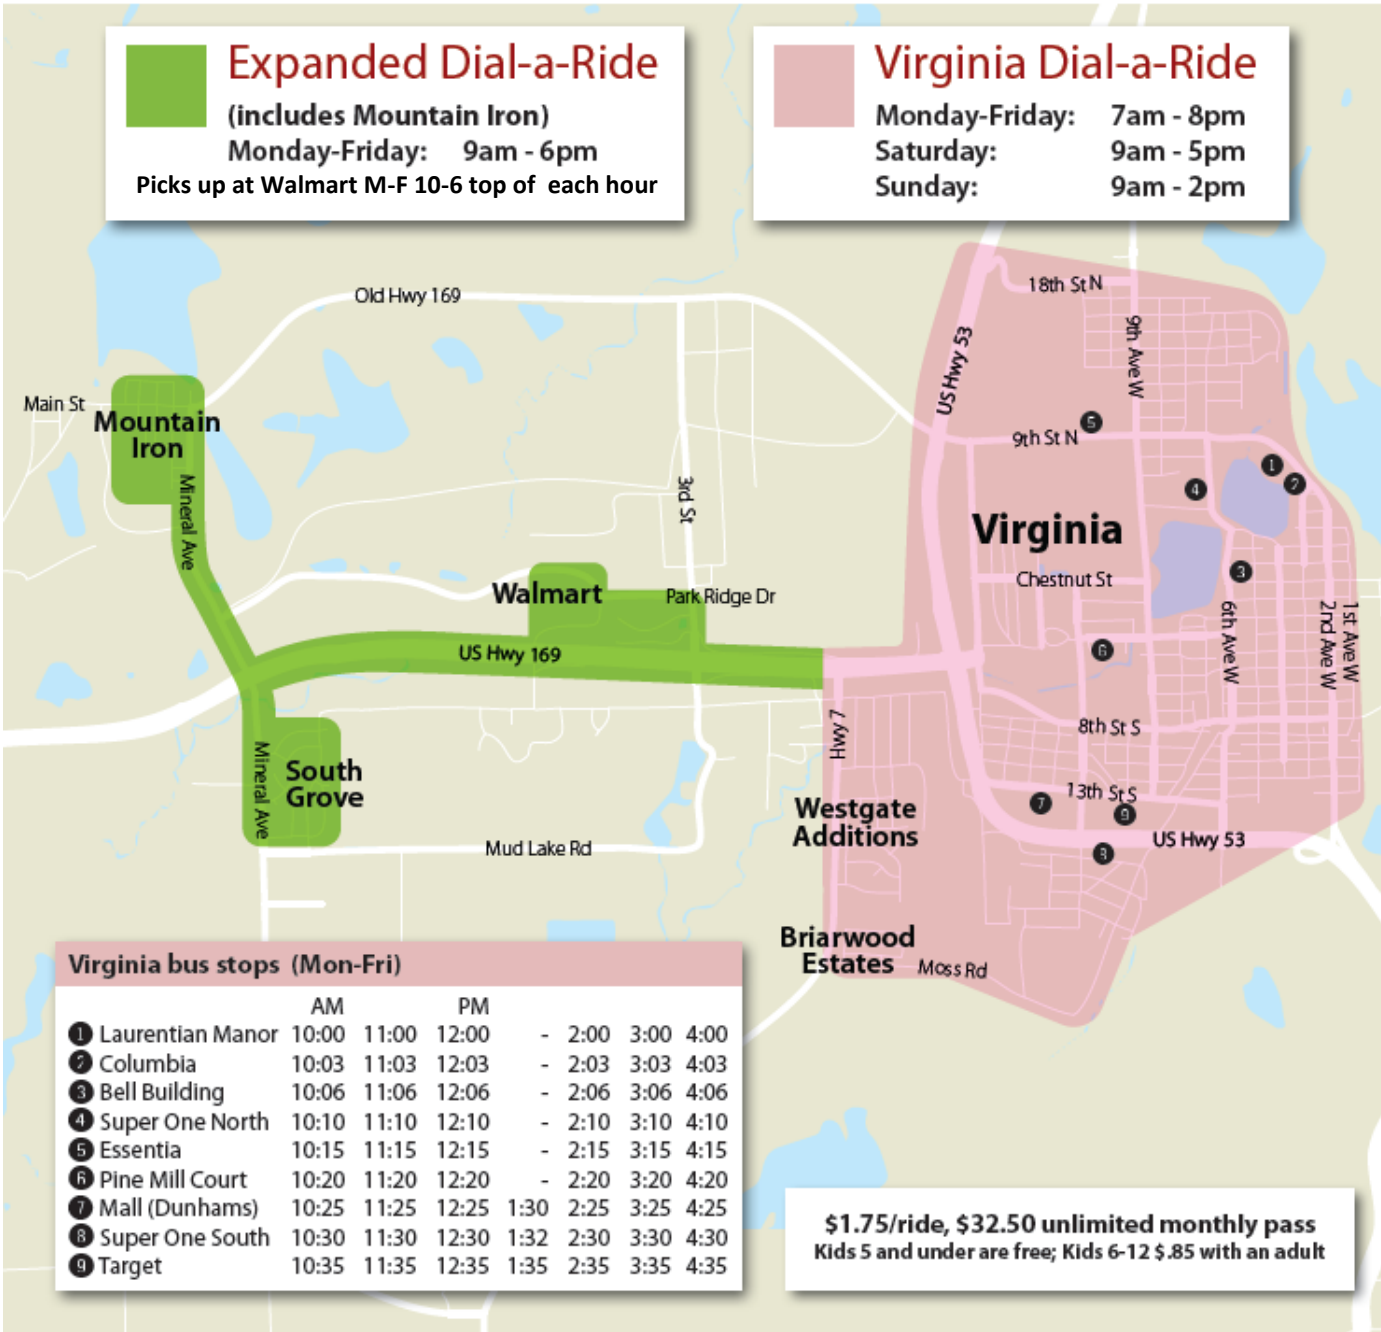 Expanded Dial-a-Ride
(includes Mountain Iron)
Monday-Friday: 9am - 6pm
Picks up at Walmart M-F 10-6 top of each hour
Virginia Dial-a-Ride
Monday-Friday: 7am - 8pm
Saturday: 9am - 5pm
Sunday: 9am - 2pm
Old Hwy 169
18th St N
9th Ave W
US Hwy 53
Main St
Mountain
Iron
9th St N
5
1
2
4
Mineral Ave
3rd St
Virginia
Chestnut St
3
Walmart
Park Ridge Dr
6th Ave W
2nd Ave W
1st Ave W
US Hwy 169
6
Hwy 7
8th St S
Mineral Ave
South
Grove
13th St S
7
9
Westgate
Additions
US Hwy 53
8
Mud Lake Rd
Briarwood
Estates
Moss Rd
Virginia bus stops (Mon-Fri)
AM PM
1 Laurentian Manor 10:00 11:00 12:00 - 2:00 3:00 4:00
2 Columbia 10:03 11:03 12:03 - 2:03 3:03 4:03
3 Bell Building 10:06 11:06 12:06 - 2:06 3:06 4:06
4 Super One North 10:10 11:10 12:10 - 2:10 3:10 4:10
5 Essentia 10:15 11:15 12:15 - 2:15 3:15 4:15
6 Pine Mill Court 10:20 11:20 12:20 - 2:20 3:20 4:20
7 Mall (Dunhams) 10:25 11:25 12:25 1:30 2:25 3:25 4:25
8 Super One South 10:30 11:30 12:30 1:32 2:30 3:30 4:30
9 Target 10:35 11:35 12:35 1:35 2:35 3:35 4:35
$1.75/ride, $32.50 unlimited monthly pass
Kids 5 and under are free; Kids 6-12 $.85 with an adult